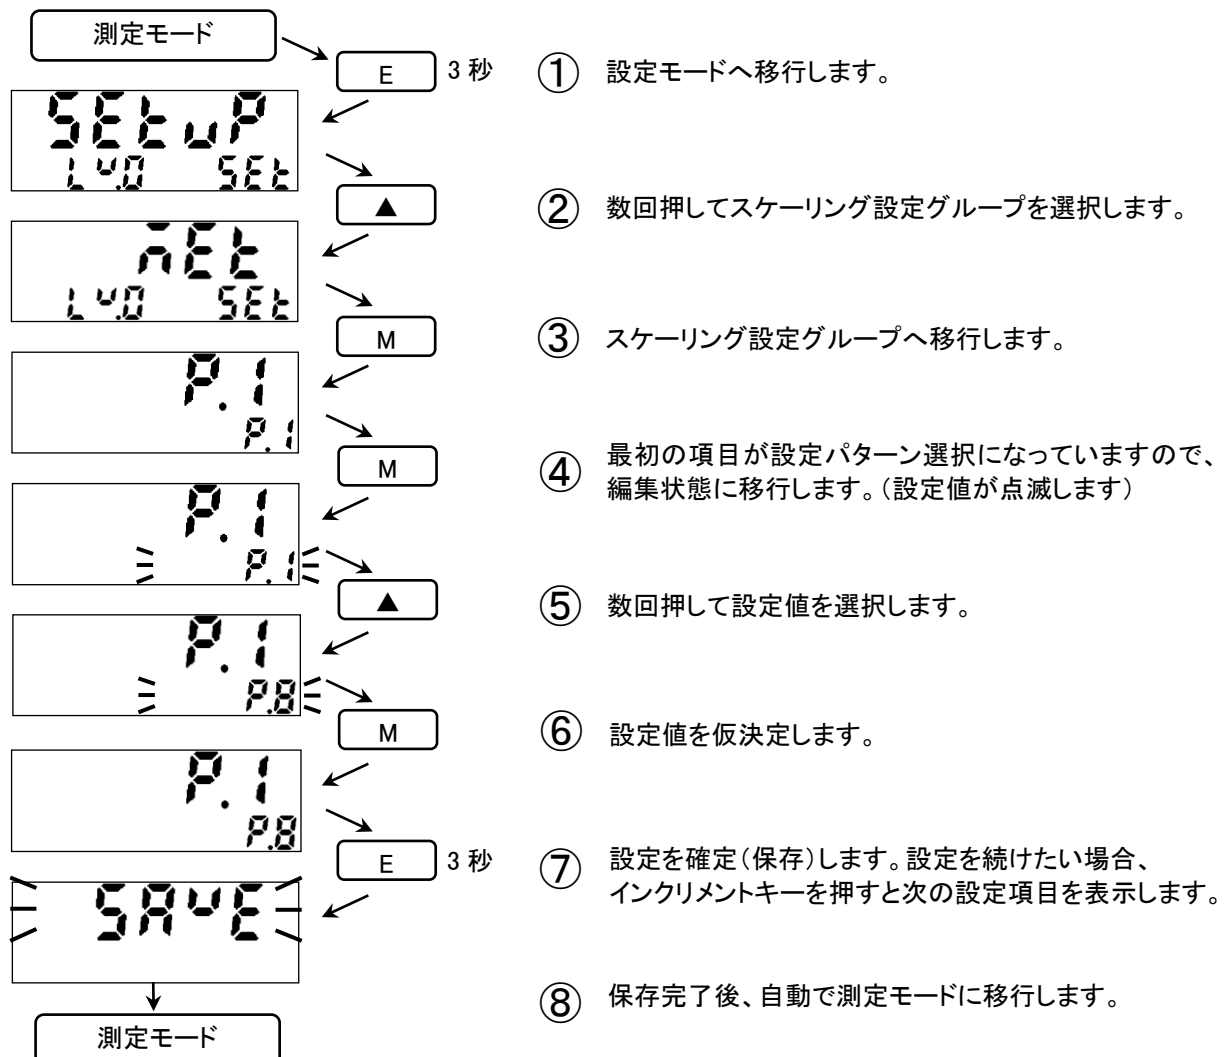 測定モード
E 3秒 ① 設定モードへ移行します。
SEtuP
Lv.0 SEt
▲ ② 数回押してスケーリング設定グループを選択します。
mEt
Lv.0 SEt
M ③ スケーリング設定グループへ移行します。
P.1
P.1
M ④ 最初の項目が設定パターン選択になっていますので、
編集状態に移行します。(設定値が点滅します)
P.1
P.1
▲ ⑤ 数回押して設定値を選択します。
P.1
P.8
M ⑥ 設定値を仮決定します。
P.1
P.8
E 3秒 ⑦ 設定を確定(保存)します。設定を続けたい場合、
インクリメントキーを押すと次の設定項目を表示します。
SAvE
⑧ 保存完了後、自動で測定モードに移行します。
測定モード